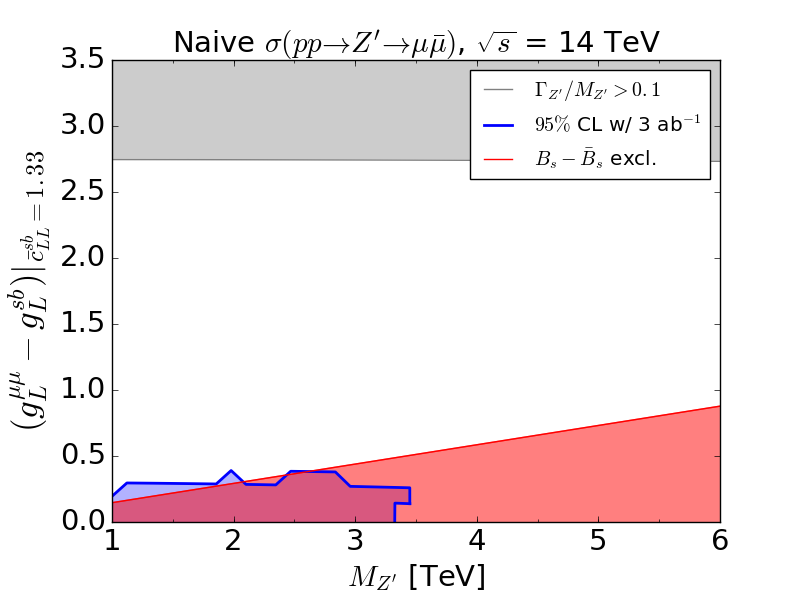 Naive σ(pp→Z′→μμ̄), √s = 14 TeV
3.5
3.0
2.5
2.0
1.5
1.0
0.5
0.0
Γ_{Z′}/M_{Z′} > 0.1
95% CL w/ 3 ab⁻¹
B_s − B̄_s excl.
(g_L^{μμ} − g_L^{sb})|_{c̄_{LL}^{sb}=1.33}
1 2 3 4 5 6
M_{Z′} [TeV]